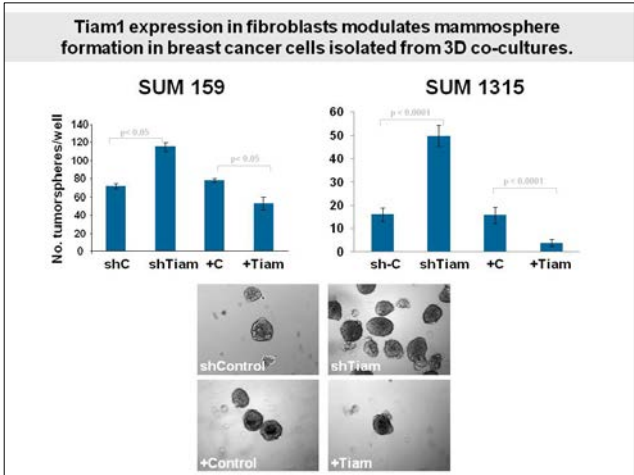 Tiam1 expression in fibroblasts modulates mammosphere
formation in breast cancer cells isolated from 3D co-cultures.
SUM 159
SUM 1315
No. tumorspheres/well
140
120
100
80
60
40
20
0
p< 0.05
p< 0.05
shC shTiam +C +Tiam
60
50
40
30
20
10
0
p < 0.0001
p < 0.0001
sh-C shTiam +C +Tiam
shControl
shTiam
+Control
+Tiam